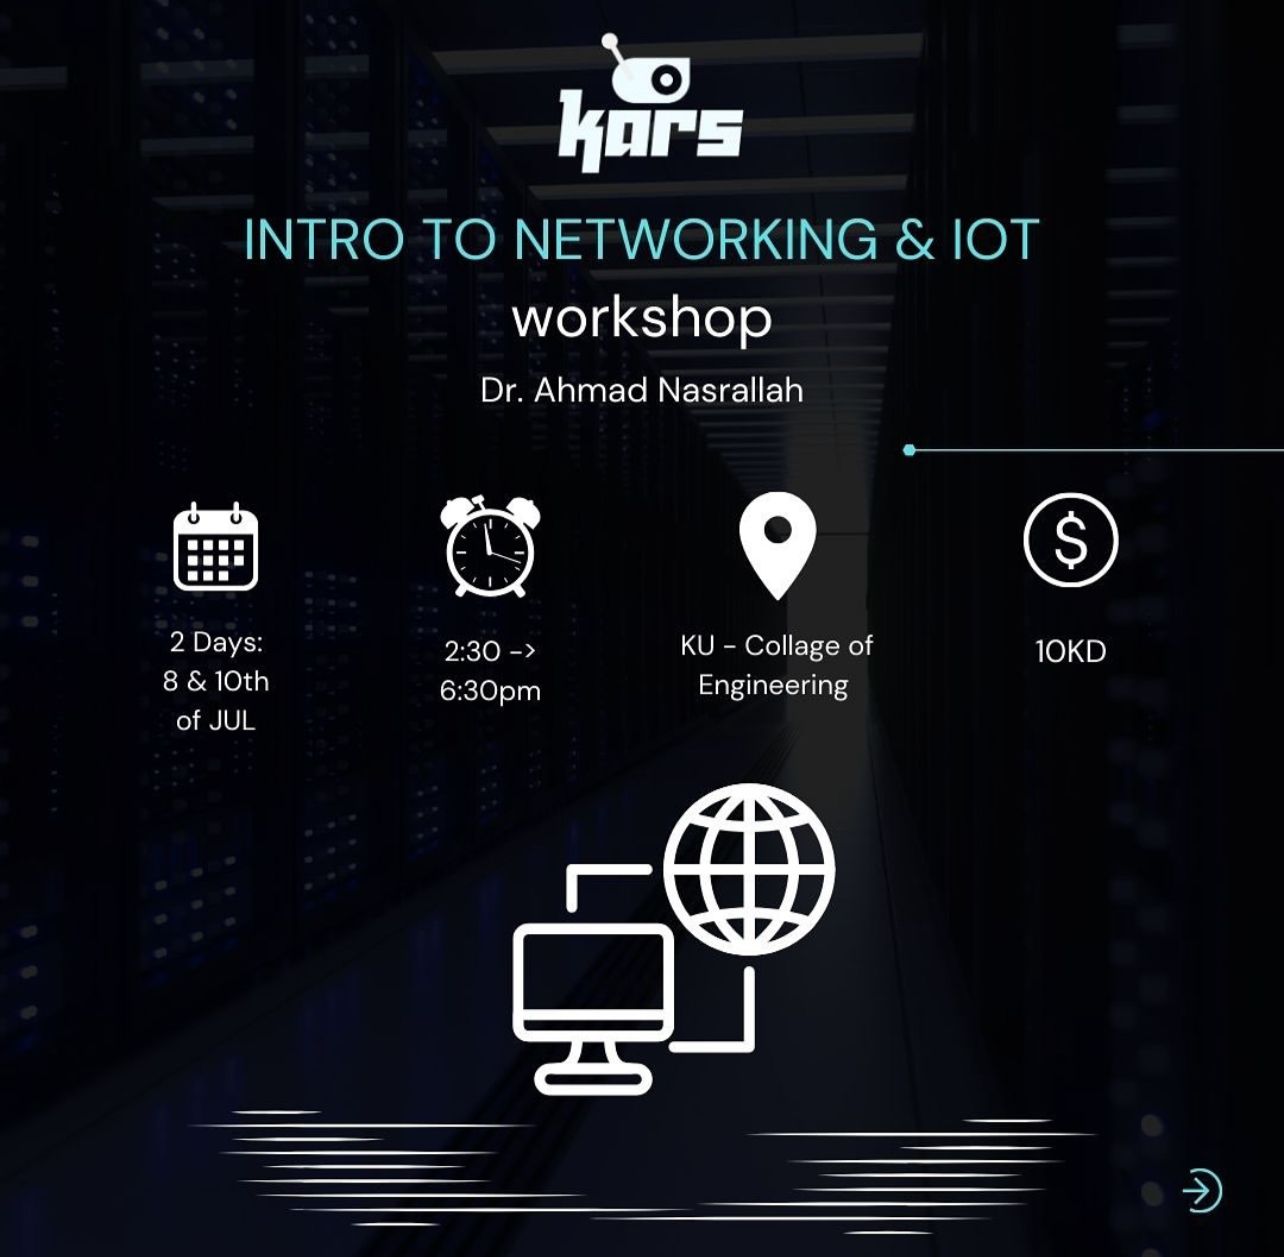 kars
INTRO TO NETWORKING & IOT
workshop
Dr. Ahmad Nasrallah
2 Days:
8 & 10th
of JUL
2:30 ->
6:30pm
KU - Collage of
Engineering
$
10KD